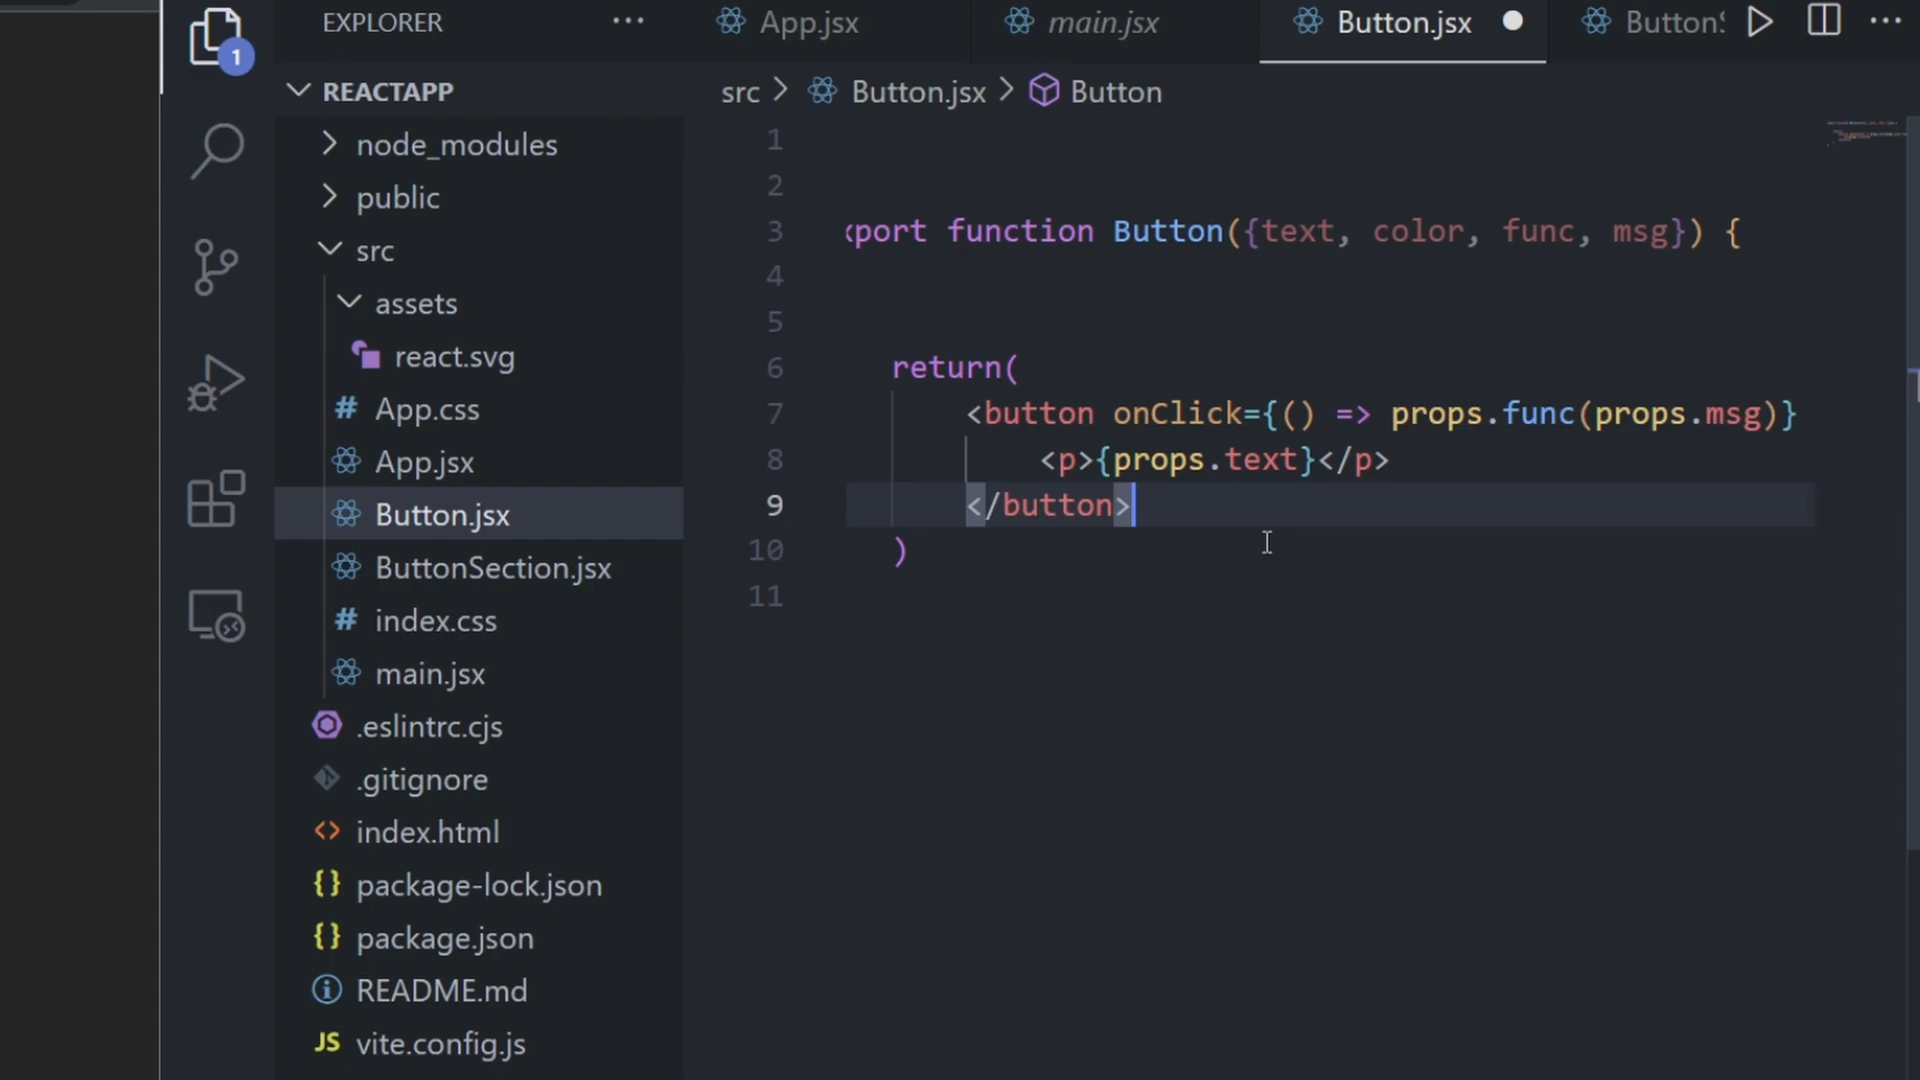 EXPLORER
1
REACTAPP
node_modules
public
src
assets
react.svg
# App.css
App.jsx
Button.jsx
ButtonSection.jsx
# index.css
main.jsx
.eslintrc.cjs
.gitignore
<> index.html
{} package-lock.json
{} package.json
README.md
JS vite.config.js
App.jsx main.jsx Button.jsx Button
src > Button.jsx > Button
1
2
3 port function Button({text, color, func, msg}) {
4
5
6 return(
7 <button onClick={() => props.func(props.msg)}
8 <p>{props.text}</p>
9 </button>
10 )
11